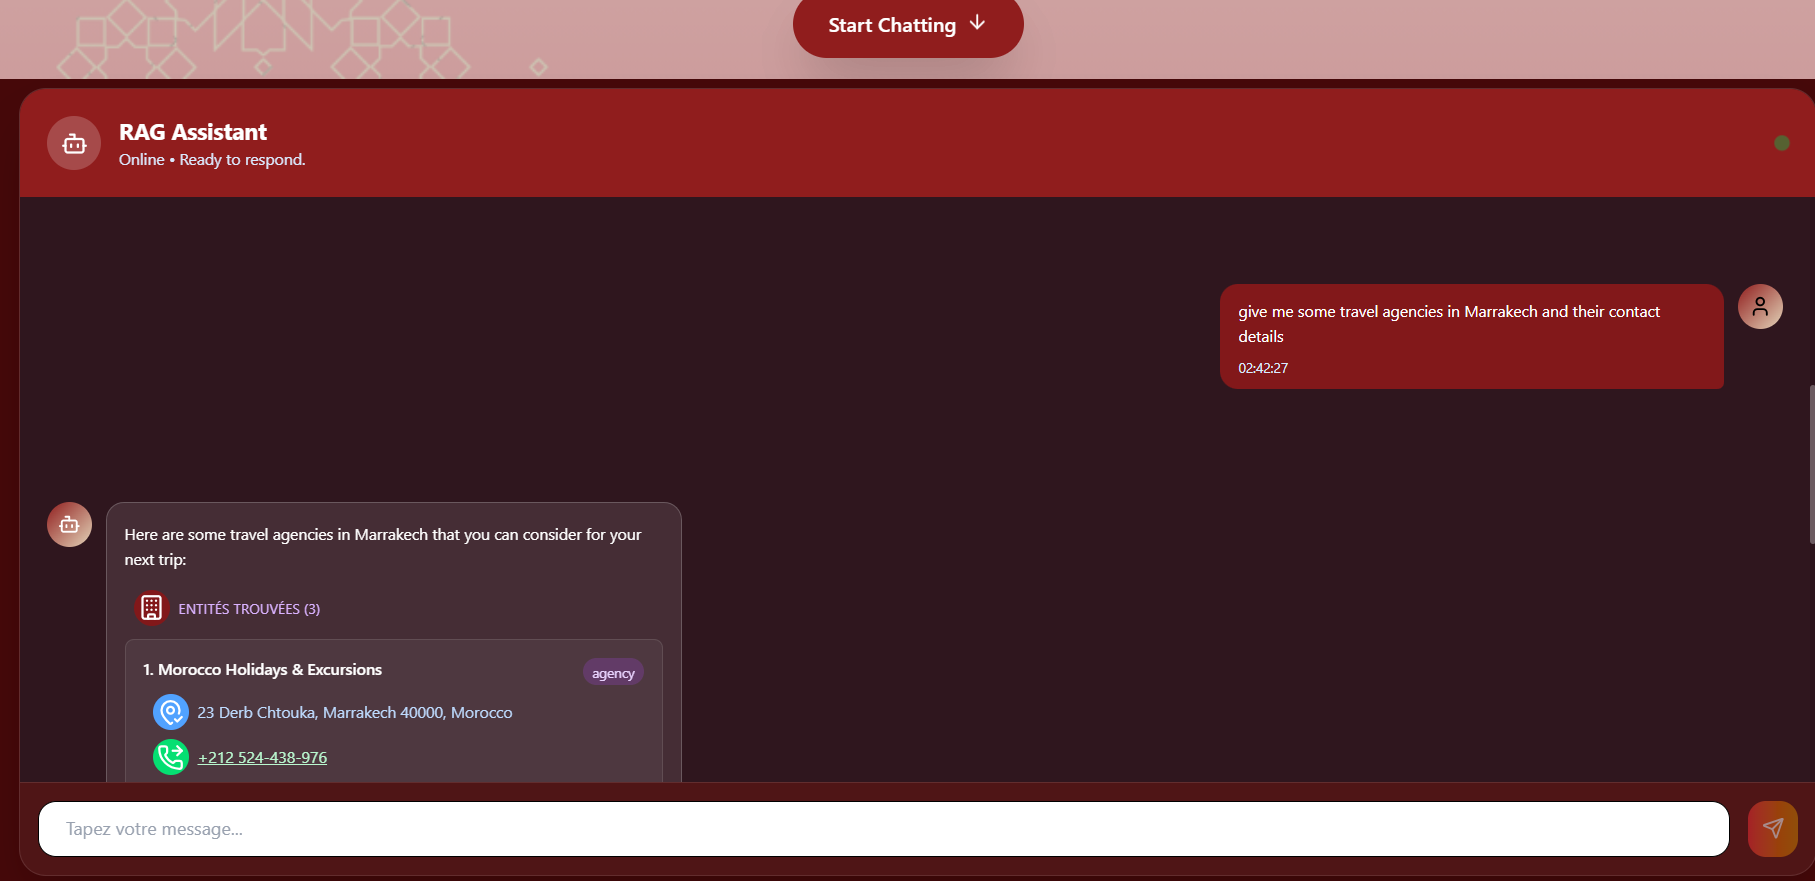 Start Chatting
RAG Assistant
Online • Ready to respond.
give me some travel agencies in Marrakech and their contact
details
02:42:27
Here are some travel agencies in Marrakech that you can consider for your
next trip:
ENTITÉS TROUVÉES (3)
1. Morocco Holidays & Excursions
agency
23 Derb Chtouka, Marrakech 40000, Morocco
+212 524-438-976
Tapez votre message...